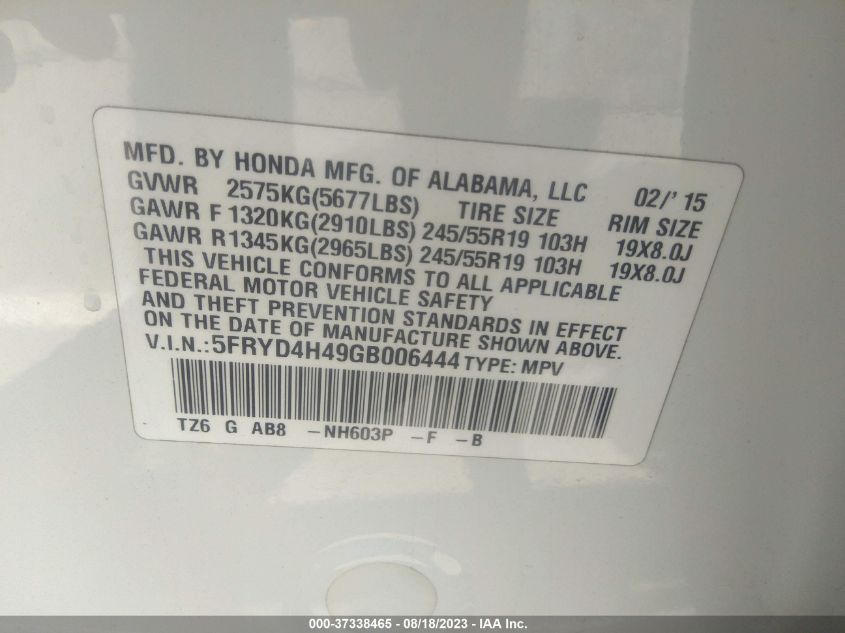 MFD. BY HONDA MFG. OF ALABAMA, LLC 02/'15
GVWR 2575KG(5677LBS) TIRE SIZE RIM SIZE
GAWR F 1320KG(2910LBS) 245/55R19 103H 19X8.0J
GAWR R 1345KG(2965LBS) 245/55R19 103H 19X8.0J
THIS VEHICLE CONFORMS TO ALL APPLICABLE
FEDERAL MOTOR VEHICLE SAFETY
AND THEFT PREVENTION STANDARDS IN EFFECT
ON THE DATE OF MANUFACTURE SHOWN ABOVE.
V.I.N.:5FRYD4H49GB006444 TYPE: MPV
TZ6 G AB8 -NH603P -F -B
000-37338465 - 08/18/2023 - IAA Inc.